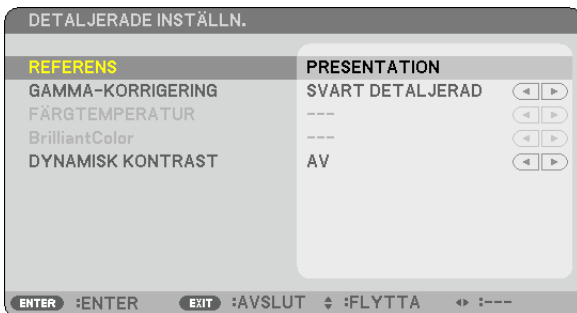 DETALJERADE INSTÄLLN.
REFERENS PRESENTATION
GAMMA-KORRIGERING SVART DETALJERAD
FÄRGTEMPERATUR ---
BrilliantColor ---
DYNAMISK KONTRAST AV
ENTER :ENTER EXIT :AVSLUT :FLYTTA :---